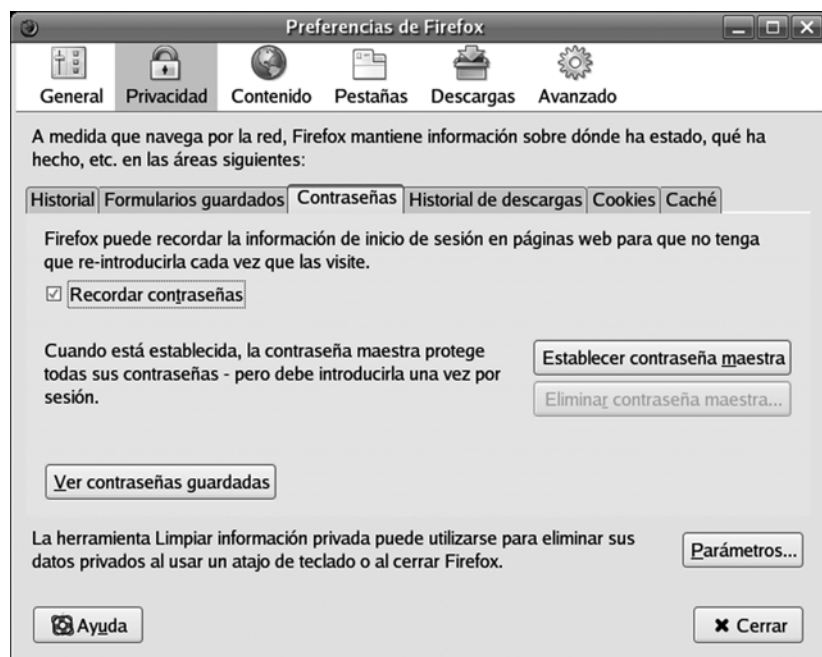 Preferencias de Firefox
General Privacidad Contenido Pestañas Descargas Avanzado
A medida que navega por la red, Firefox mantiene información sobre dónde ha estado, qué ha
hecho, etc. en las áreas siguientes:
Historial Formularios guardados Contraseñas Historial de descargas Cookies Caché
Firefox puede recordar la información de inicio de sesión en páginas web para que no tenga
que re-introducirla cada vez que las visite.
Recordar contraseñas
Cuando está establecida, la contraseña maestra protege
todas sus contraseñas - pero debe introducirla una vez por
sesión.
Establecer contraseña maestra
Eliminar contraseña maestra...
Ver contraseñas guardadas
La herramienta Limpiar información privada puede utilizarse para eliminar sus
datos privados al usar un atajo de teclado o al cerrar Firefox.
Parámetros...
Ayuda
Cerrar